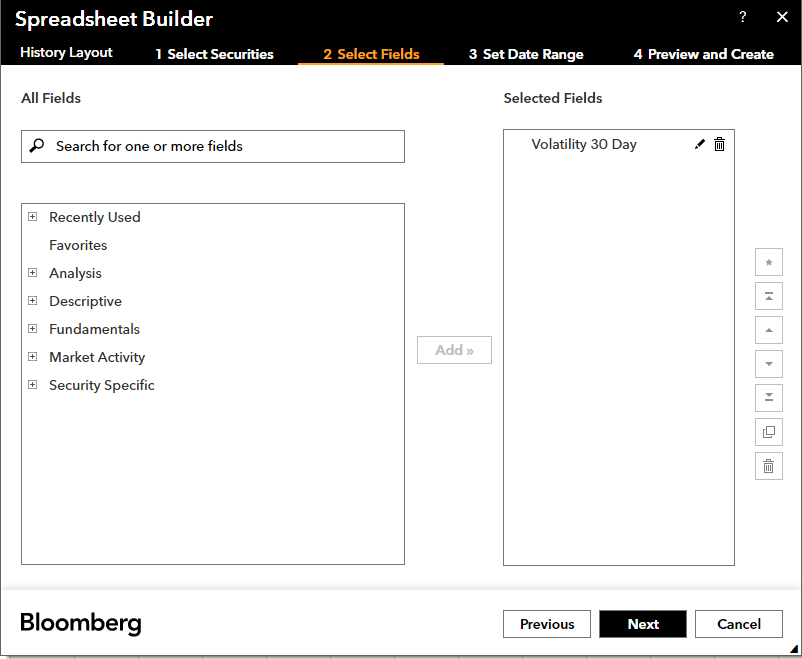 Spreadsheet Builder
?
History Layout
1 Select Securities
2 Select Fields
3 Set Date Range
4 Preview and Create
All Fields
Selected Fields
Search for one or more fields
Volatility 30 Day
Recently Used
Favorites
Analysis
Descriptive
Fundamentals
Market Activity
Security Specific
Add »
Bloomberg
Previous
Next
Cancel